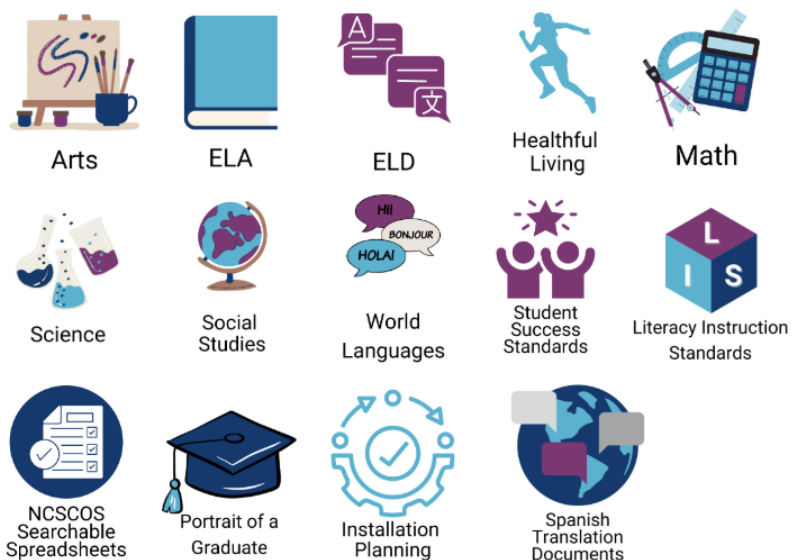 A
文
Arts
ELA
ELD
Healthful
Living
Math
HI!
BONJOUR
HOLA!
L
I
S
Science
Social
Studies
World
Languages
Student
Success
Standards
Literacy Instruction
Standards
NCSCOS
Searchable
Spreadsheets
Portrait of a
Graduate
Installation
Planning
Spanish
Translation
Documents